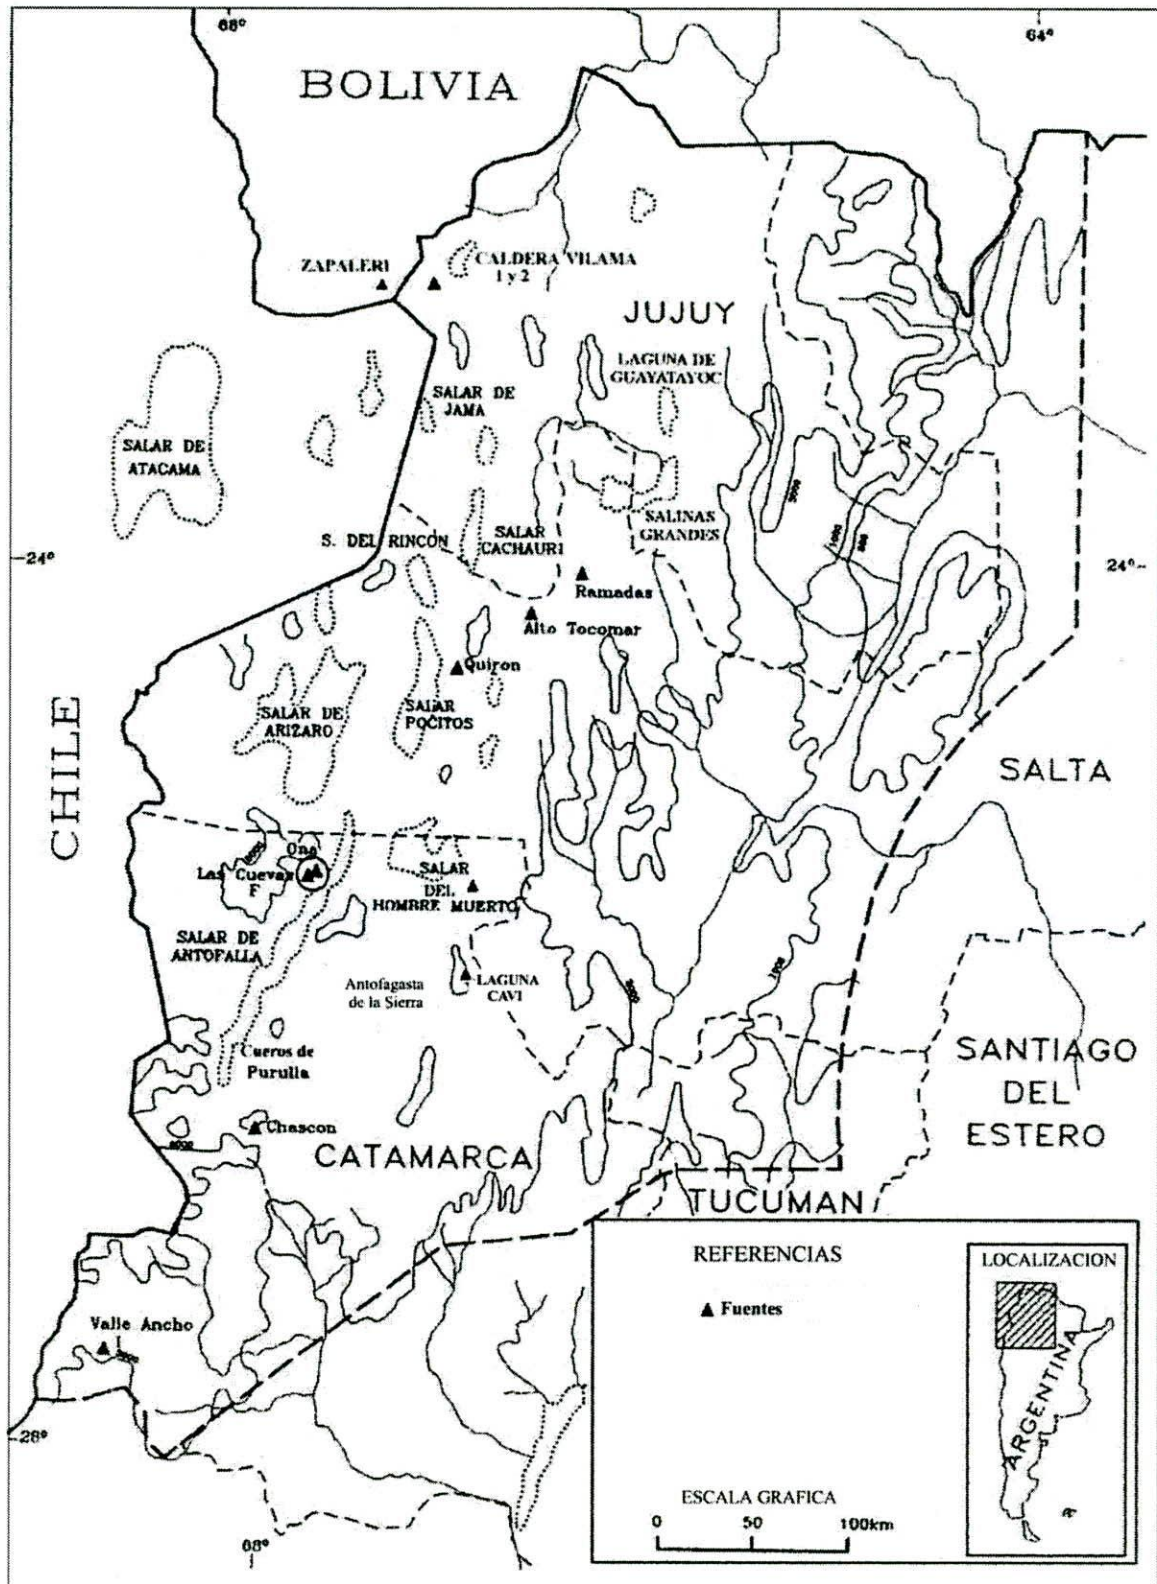 68°
64°
BOLIVIA
ZAPALERI
CALDERA VILAMA
1 y 2
JUJUY
LAGUNA DE
GUAYATAYOC
SALAR DE
JAMA
SALAR DE
ATACAMA
3000
1000
SALINAS
GRANDES
S. DEL RINCON
SALAR
CACHAURI
24°
24°
Ramadas
Alto Tocomar
Quiron
SALAR DE
ARIZARO
SALAR
POCITOS
CHILE
SALTA
Ona
Las Cuevas
F
SALAR
DEL
HOMBRE MUERTO
SALAR DE
ANTOFALLA
Antofagasta
de la Sierra
LAGUNA
CAVI
1000
Cueros de
Purulla
SANTIAGO
DEL
ESTERO
Chascon
CATAMARCA
TUCUMAN
REFERENCIAS
Fuentes
LOCALIZACION
ARGENTINA
Valle Ancho
28°
ESCALA GRAFICA
0 50 100km
68°